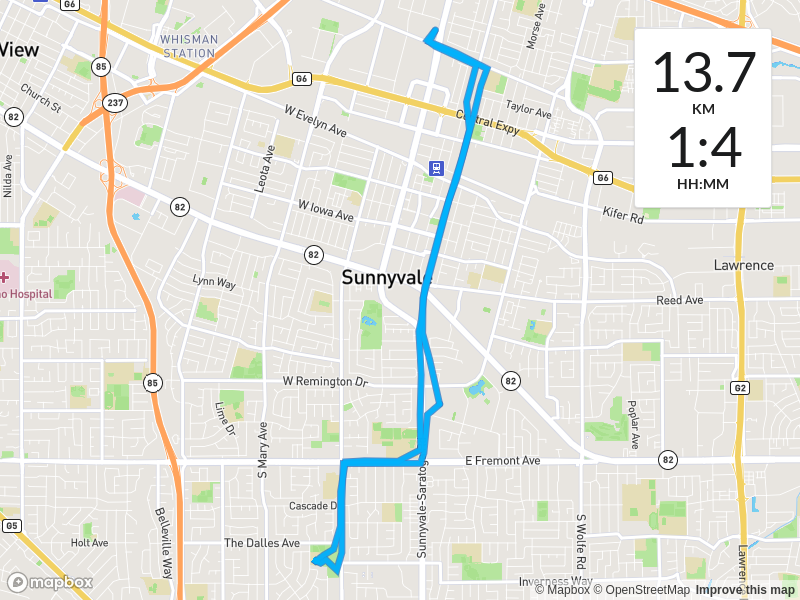 G6
WHISMAN
STATION
Morse Ave
View
85
G6
237
Church St
82
W Evelyn Ave
Central Expy
Taylor Ave
13.7
KM
1:4
HH:MM
Nilda Ave
Leota Ave
G6
82
W Iowa Ave
Kifer Rd
82
Sunnyvale
Lawrence
Lynn Way
Hospital
Reed Ave
85
W Remington Dr
82
G2
Lime Dr
Poplar Ave
S Mary Ave
E Fremont Ave
82
Sunnyvale-Saratog
Cascade D
G5
Belleville Way
S Wolfe Rd
Holt Ave
The Dalles Ave
Lawren
Inverness Way
mapbox
© Mapbox © OpenStreetMap Improve this map